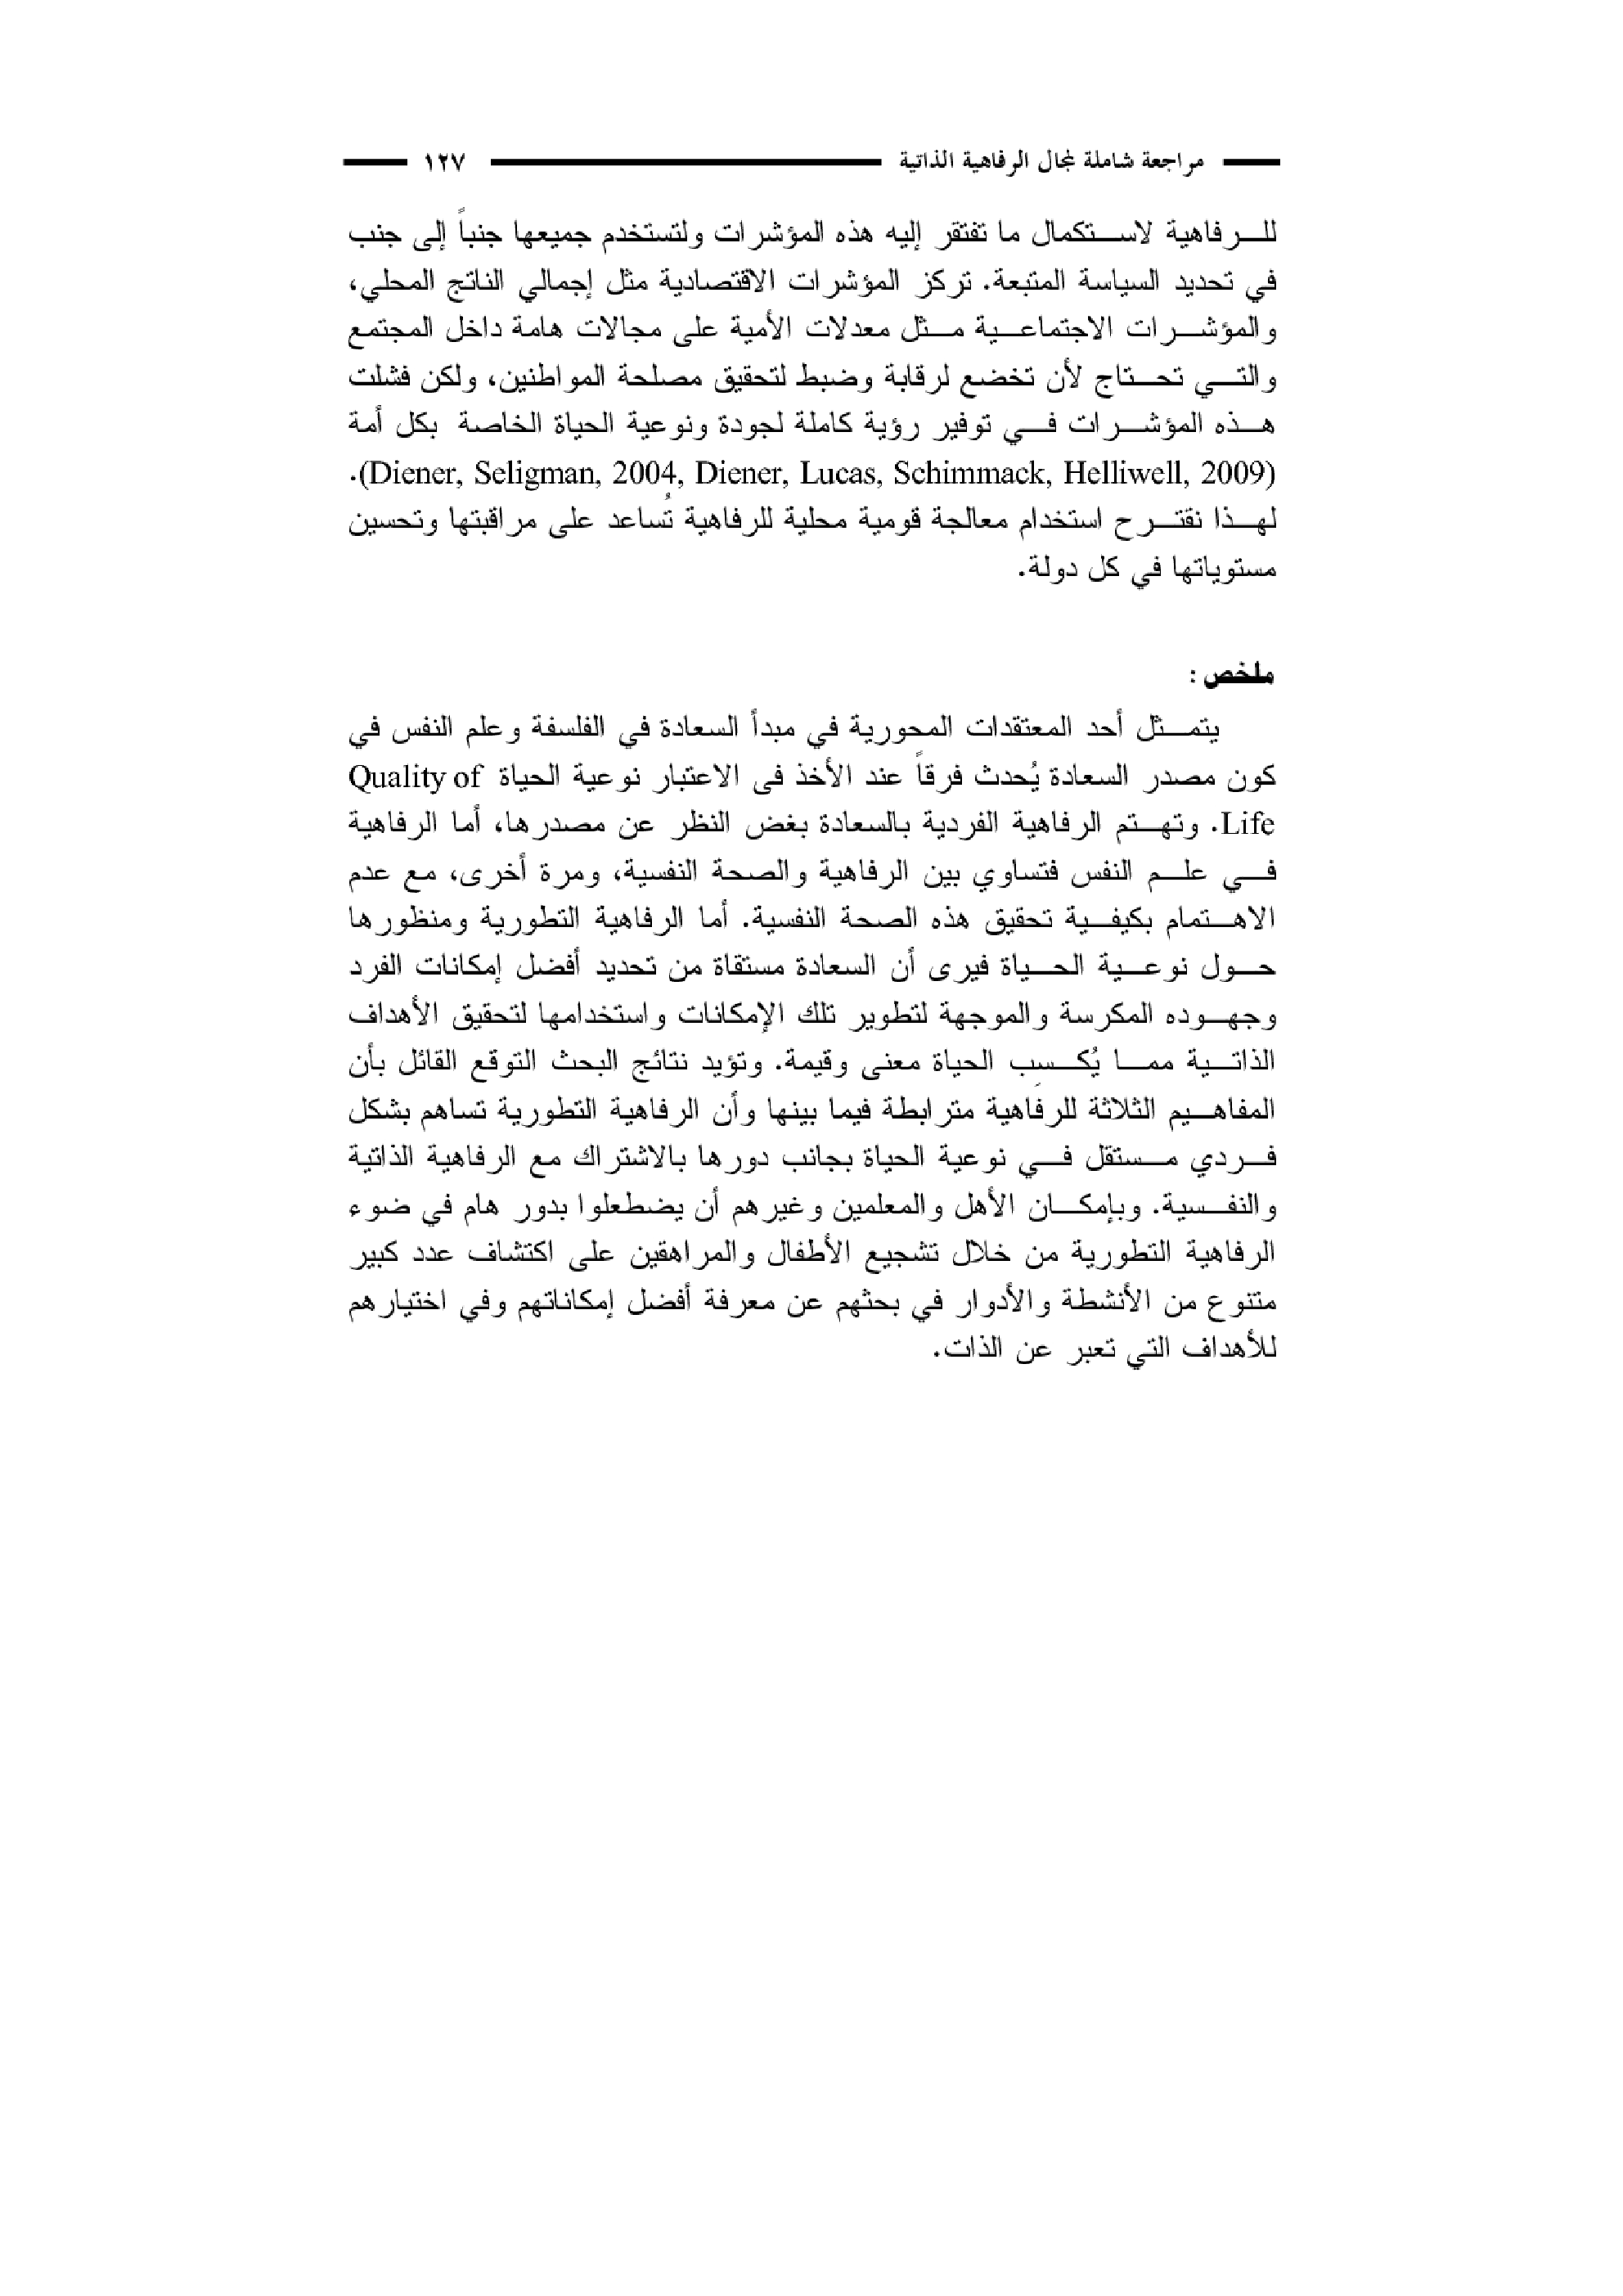 مراجعة شاملة لمجال الرفاهية الذاتية ١٢٧
للرفاهية لاستكمال ما تفتقر إليه هذه المؤشرات ولتستخدم جميعها جنباً إلى جنب
في تحديد السياسة المتبعة. تركز المؤشرات الاقتصادية مثل إجمالي الناتج المحلي،
والمؤشرات الاجتماعية مثل معدلات الأمية على مجالات هامة داخل المجتمع
والتي تحتاج لأن تخضع لرقابة وضبط لتحقيق مصلحة المواطنين، ولكن فشلت
هذه المؤشرات في توفير رؤية كاملة لجودة ونوعية الحياة الخاصة بكل أمة
(Diener, Seligman, 2004, Diener, Lucas, Schimmack, Helliwell, 2009).
لهذا نقترح استخدام معالجة قومية محلية للرفاهية تُساعد على مراقبتها وتحسين
مستوياتها في كل دولة.
ملخص :
يتمثل أحد المعتقدات المحورية في مبدأ السعادة في الفلسفة وعلم النفس في
كون مصدر السعادة يُحدث فرقاً عند الأخذ فى الاعتبار نوعية الحياة Quality of
Life. وتهتم الرفاهية الفردية بالسعادة بغض النظر عن مصدرها، أما الرفاهية
في علم النفس فتساوي بين الرفاهية والصحة النفسية، ومرة أخرى، مع عدم
الاهتمام بكيفية تحقيق هذه الصحة النفسية. أما الرفاهية التطورية ومنظورها
حول نوعية الحياة فيرى أن السعادة مستقاة من تحديد أفضل إمكانات الفرد
وجهوده المكرسة والموجهة لتطوير تلك الإمكانات واستخدامها لتحقيق الأهداف
الذاتية مما يُكسِب الحياة معنى وقيمة. وتؤيد نتائج البحث التوقع القائل بأن
المفاهيم الثلاثة للرفاهية مترابطة فيما بينها وأن الرفاهية التطورية تساهم بشكل
فردي مستقل في نوعية الحياة بجانب دورها بالاشتراك مع الرفاهية الذاتية
والنفسية. وبإمكان الأهل والمعلمين وغيرهم أن يضطعلوا بدور هام في ضوء
الرفاهية التطورية من خلال تشجيع الأطفال والمراهقين على اكتشاف عدد كبير
متنوع من الأنشطة والأدوار في بحثهم عن معرفة أفضل إمكاناتهم وفي اختيارهم
للأهداف التي تعبر عن الذات.